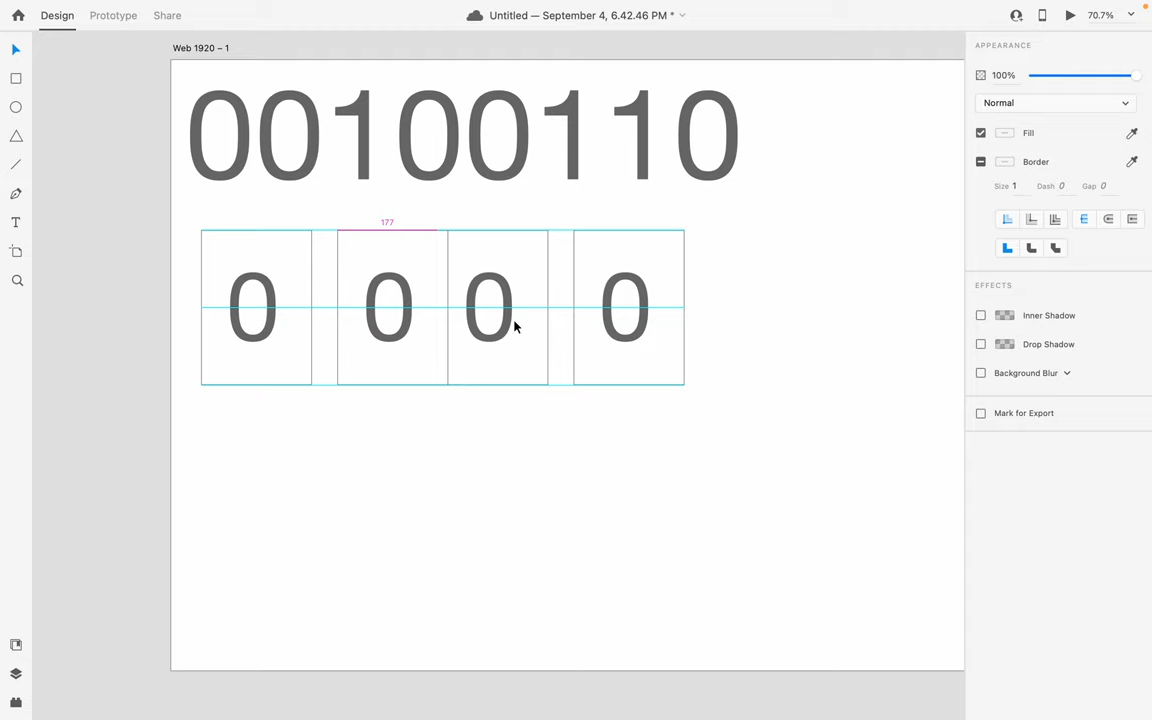 Design Prototype Share Untitled — September 4, 6.42.46 PM * 70.7%
Web 1920 – 1
00100110
177
0 0 0 0
APPEARANCE
100%
Normal
Fill
Border
Size 1 Dash 0 Gap 0
EFFECTS
Inner Shadow
Drop Shadow
Background Blur
Mark for Export
T